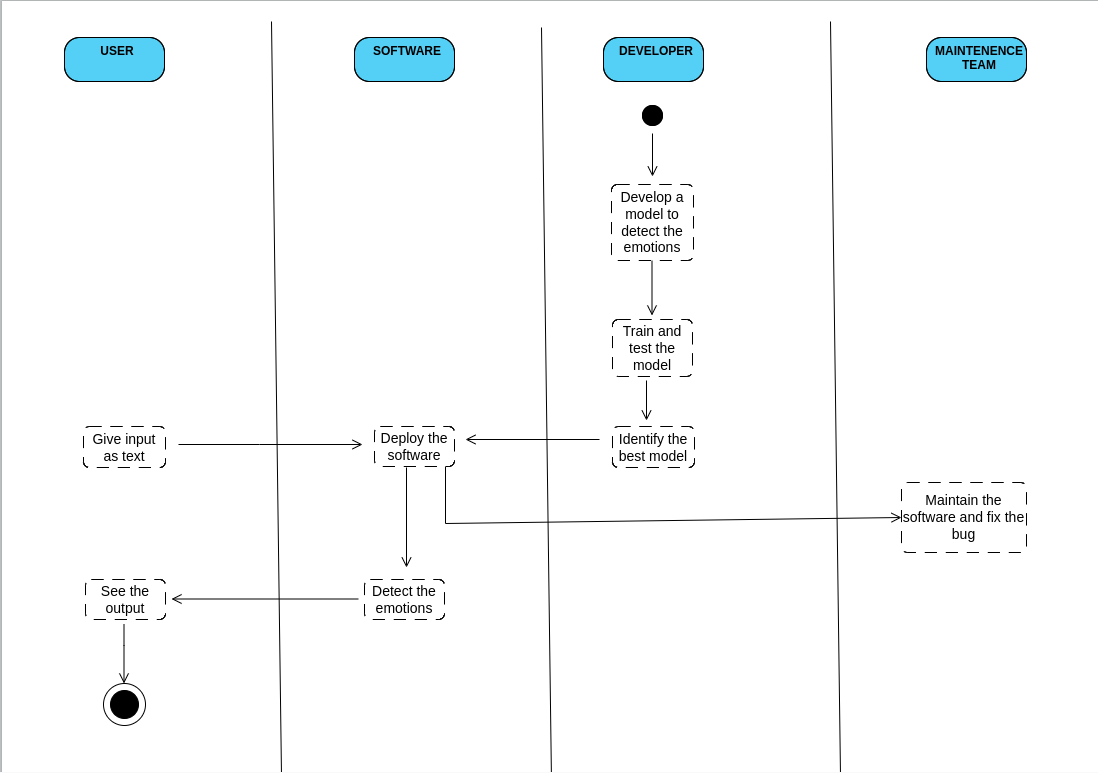 USER
SOFTWARE
DEVELOPER
MAINTENENCE
TEAM
Develop a
model to
detect the
emotions
Train and
test the
model
Give input
as text
Deploy the
software
Identify the
best model
Maintain the
software and fix the
bug
See the
output
Detect the
emotions